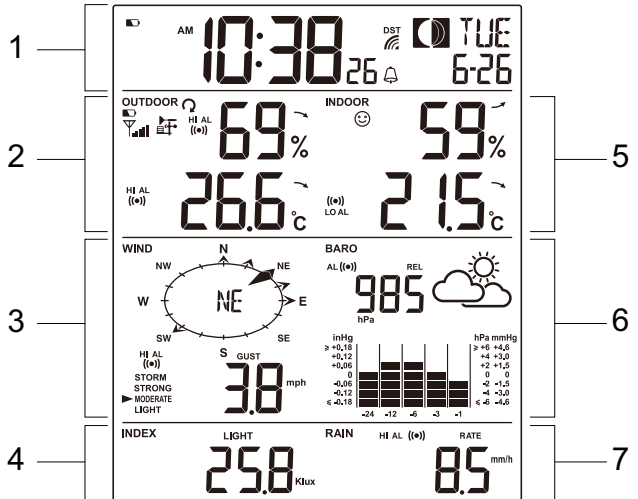 1
AM 10:38 26 DST TUE
6-26
2
OUTDOOR HI AL 69%
HI AL 26.6°C
INDOOR 59%
LO AL 21.5°C
5
3
WIND
N
NW NE
W NE E
SW SE
S
HI AL
STORM
STRONG
MODERATE
LIGHT
GUST
3.8 mph
BARO
AL REL
985
hPa
inHg hPa mmHg
≥ +0.18 ≥ +6 +4.6
+0.12 +4 +3.0
+0.06 +2 +1.5
0 0 0
-0.06 -2 -1.5
-0.12 -4 -3.0
≤ -0.18 ≤ -6 -4.6
-24 -12 -6 -3 -1
6
4
INDEX LIGHT
25.8 Klux
RAIN HI AL RATE
8.5 mm/h
7